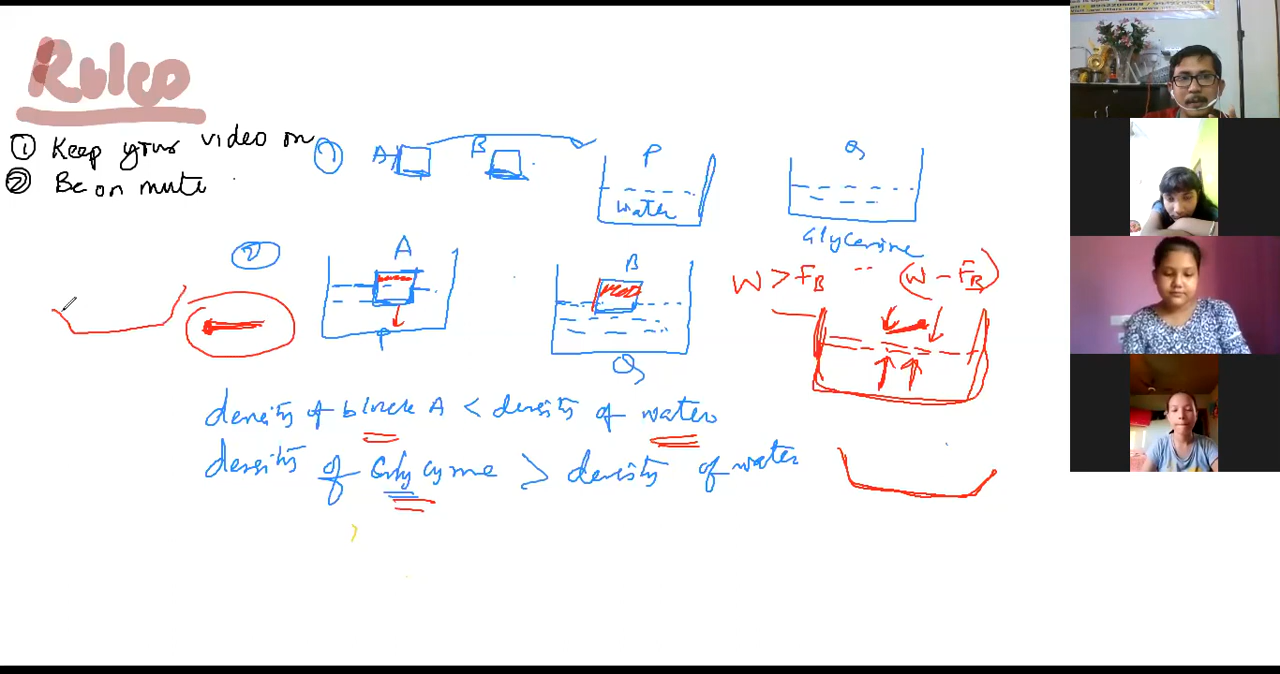 Rules
① Keep your video on
② Be on mute
① A B
P
water
Q
Glycerine
② A
P
B
Q
W > FB
(W - FB)
density of block A < density of water
density of Glycyrine > density of water